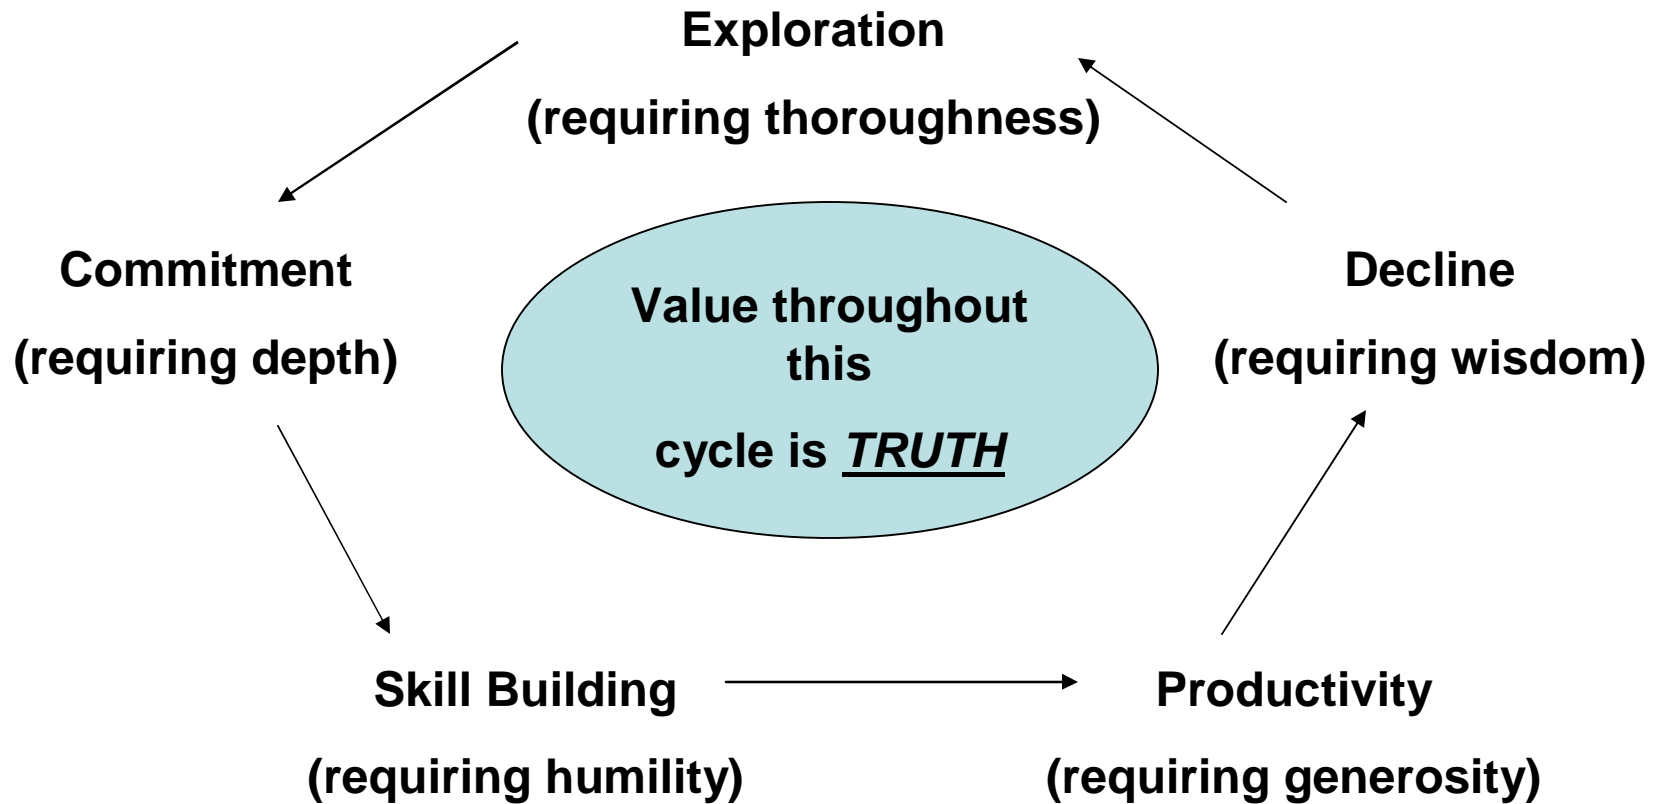 Exploration
(requiring thoroughness)
Commitment
(requiring depth)
Value throughout
this
cycle is TRUTH
Decline
(requiring wisdom)
Skill Building
(requiring humility)
Productivity
(requiring generosity)